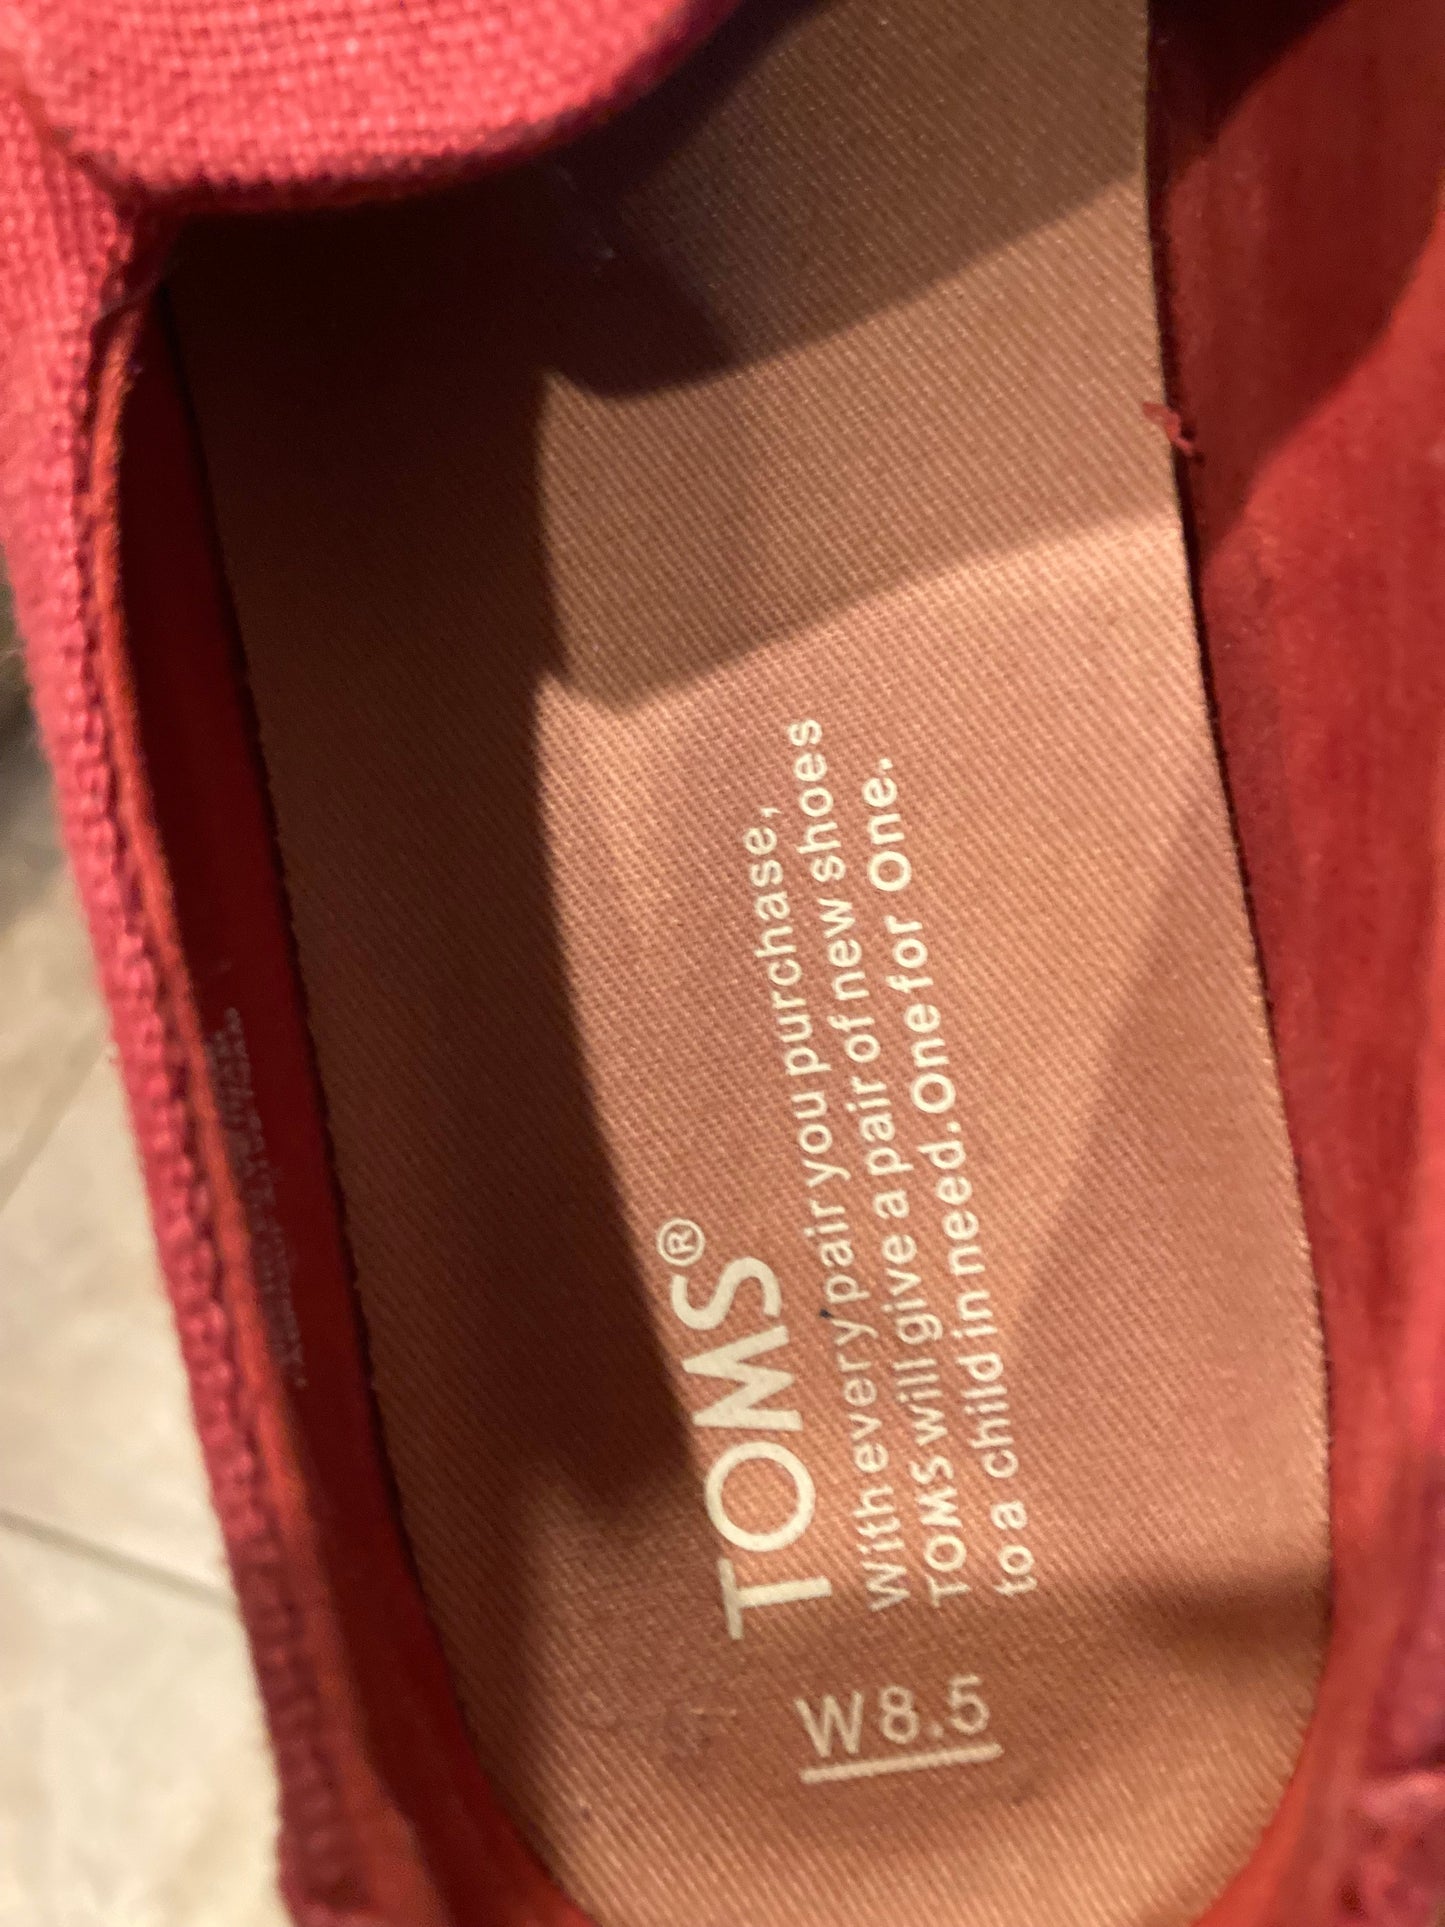 TOMS®
With every pair you purchase,
TOMS will give a pair of new shoes
to a child in need. One for One.
W 8.5